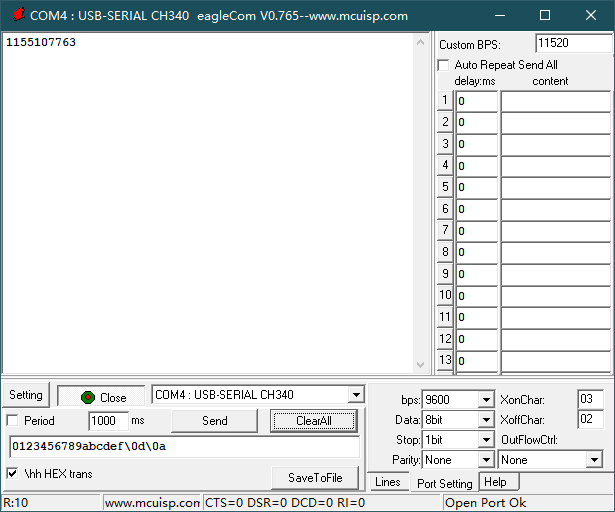 COM4 : USB-SERIAL CH340 eagleCom V0.765--www.mcuisp.com
1155107763
Custom BPS: 11520
Auto Repeat Send All
delay:ms content
1 0
2 0
3 0
4 0
5 0
6 0
7 0
8 0
9 0
10 0
11 0
12 0
13 0
Setting Close COM4 : USB-SERIAL CH340
Period 1000 ms Send ClearAll
0123456789abcdef\0d\0a
\hh HEX trans SaveToFile
bps: 9600 XonChar: 03
Data: 8bit XoffChar: 02
Stop: 1bit OutFlowCtrl:
Parity: None None
Lines Port Setting Help
R:10 www.mcuisp.com CTS=0 DSR=0 DCD=0 RI=0 Open Port Ok